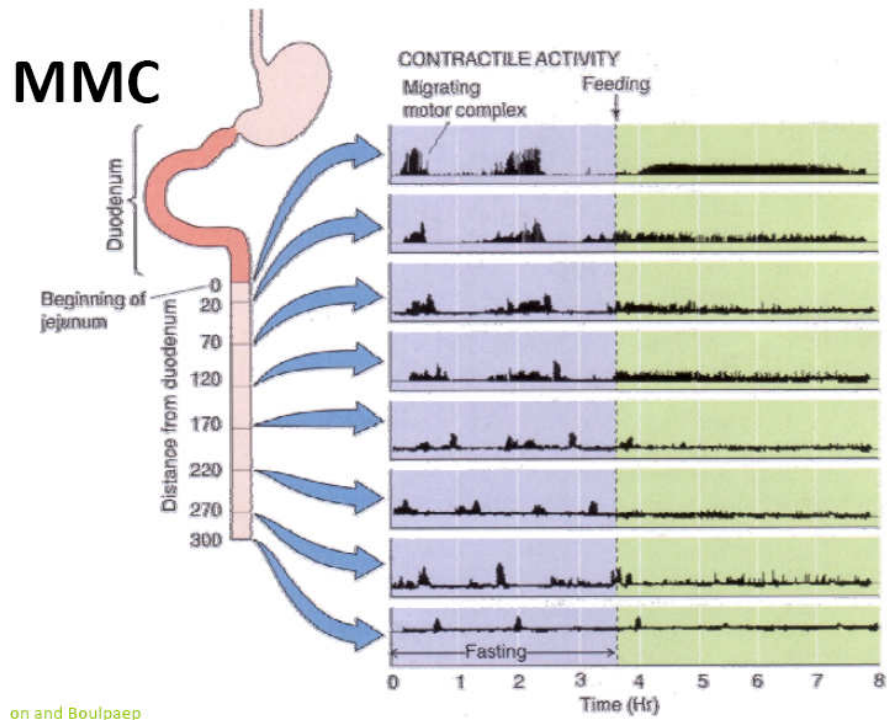 MMC
CONTRACTILE ACTIVITY
Migrating
motor complex
Feeding
Duodenum
Beginning of
jejunum
Distance from duodenum
0
20
70
120
170
220
270
300
Fasting
0 1 2 3 4 5 6 7 8
Time (Hr)
on and Boulpaep